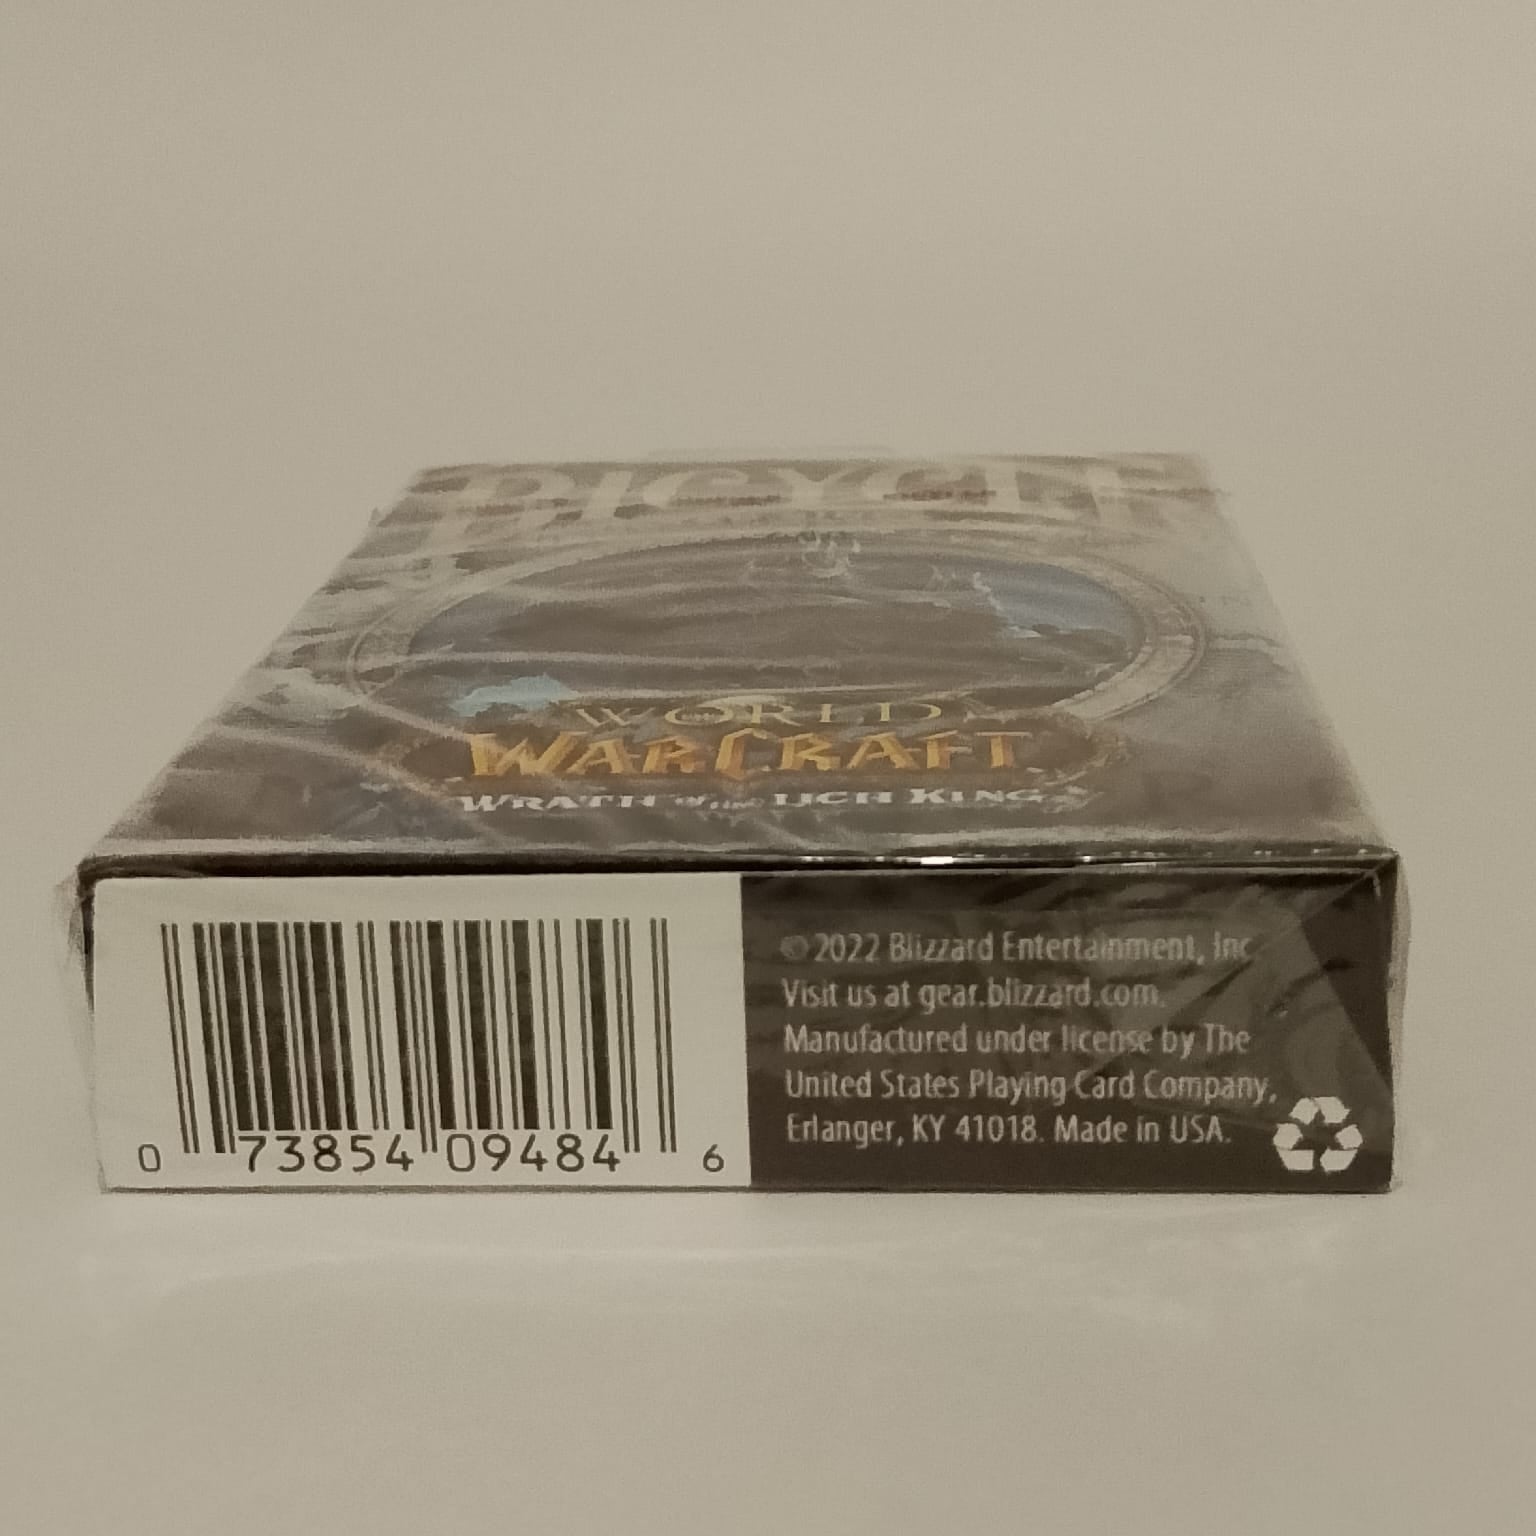 BICYCLE
WORLD
OF
WARCRAFT
WRATH of the LICH KING
0 73854 09484 6
© 2022 Blizzard Entertainment, Inc
Visit us at gear.blizzard.com.
Manufactured under license by The
United States Playing Card Company,
Erlanger, KY 41018. Made in USA.